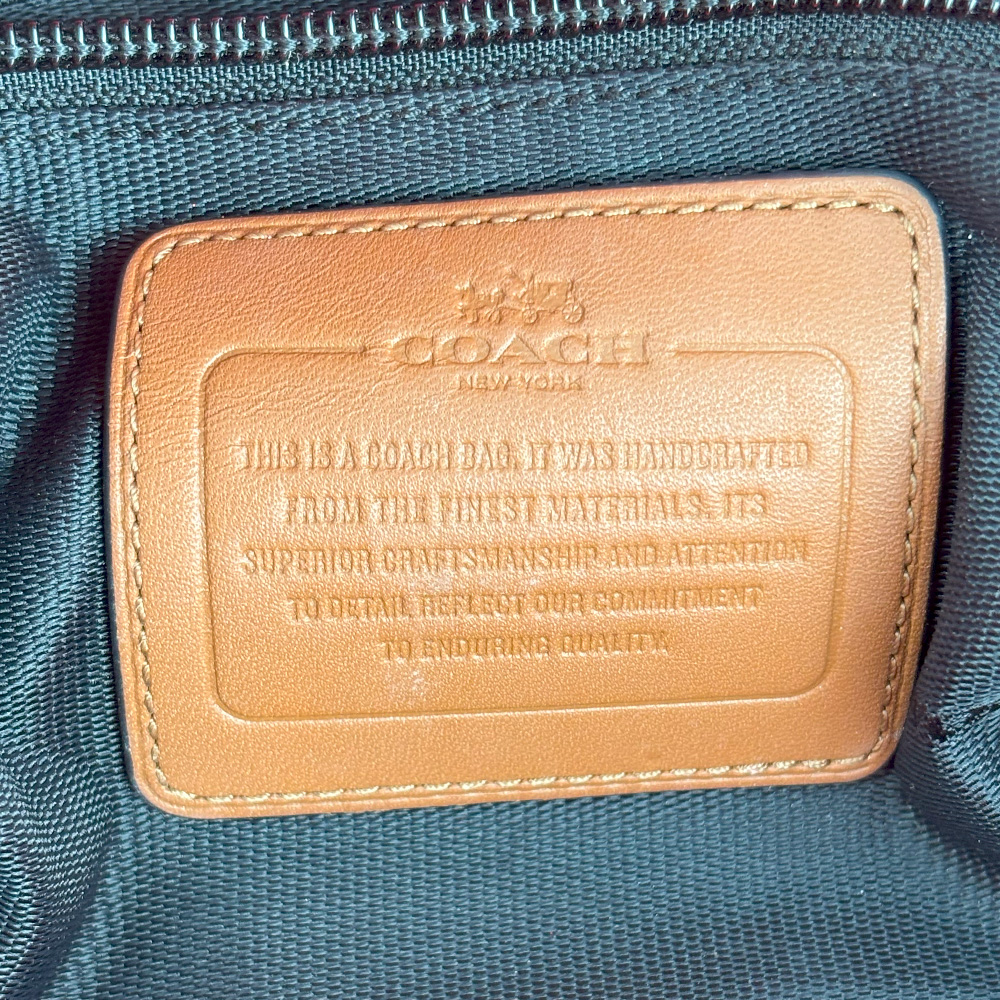 COACH
NEW YORK
THIS IS A COACH BAG. IT WAS HANDCRAFTED
FROM THE FINEST MATERIALS. ITS
SUPERIOR CRAFTSMANSHIP AND ATTENTION
TO DETAIL REFLECT OUR COMMITMENT
TO ENDURING QUALITY.